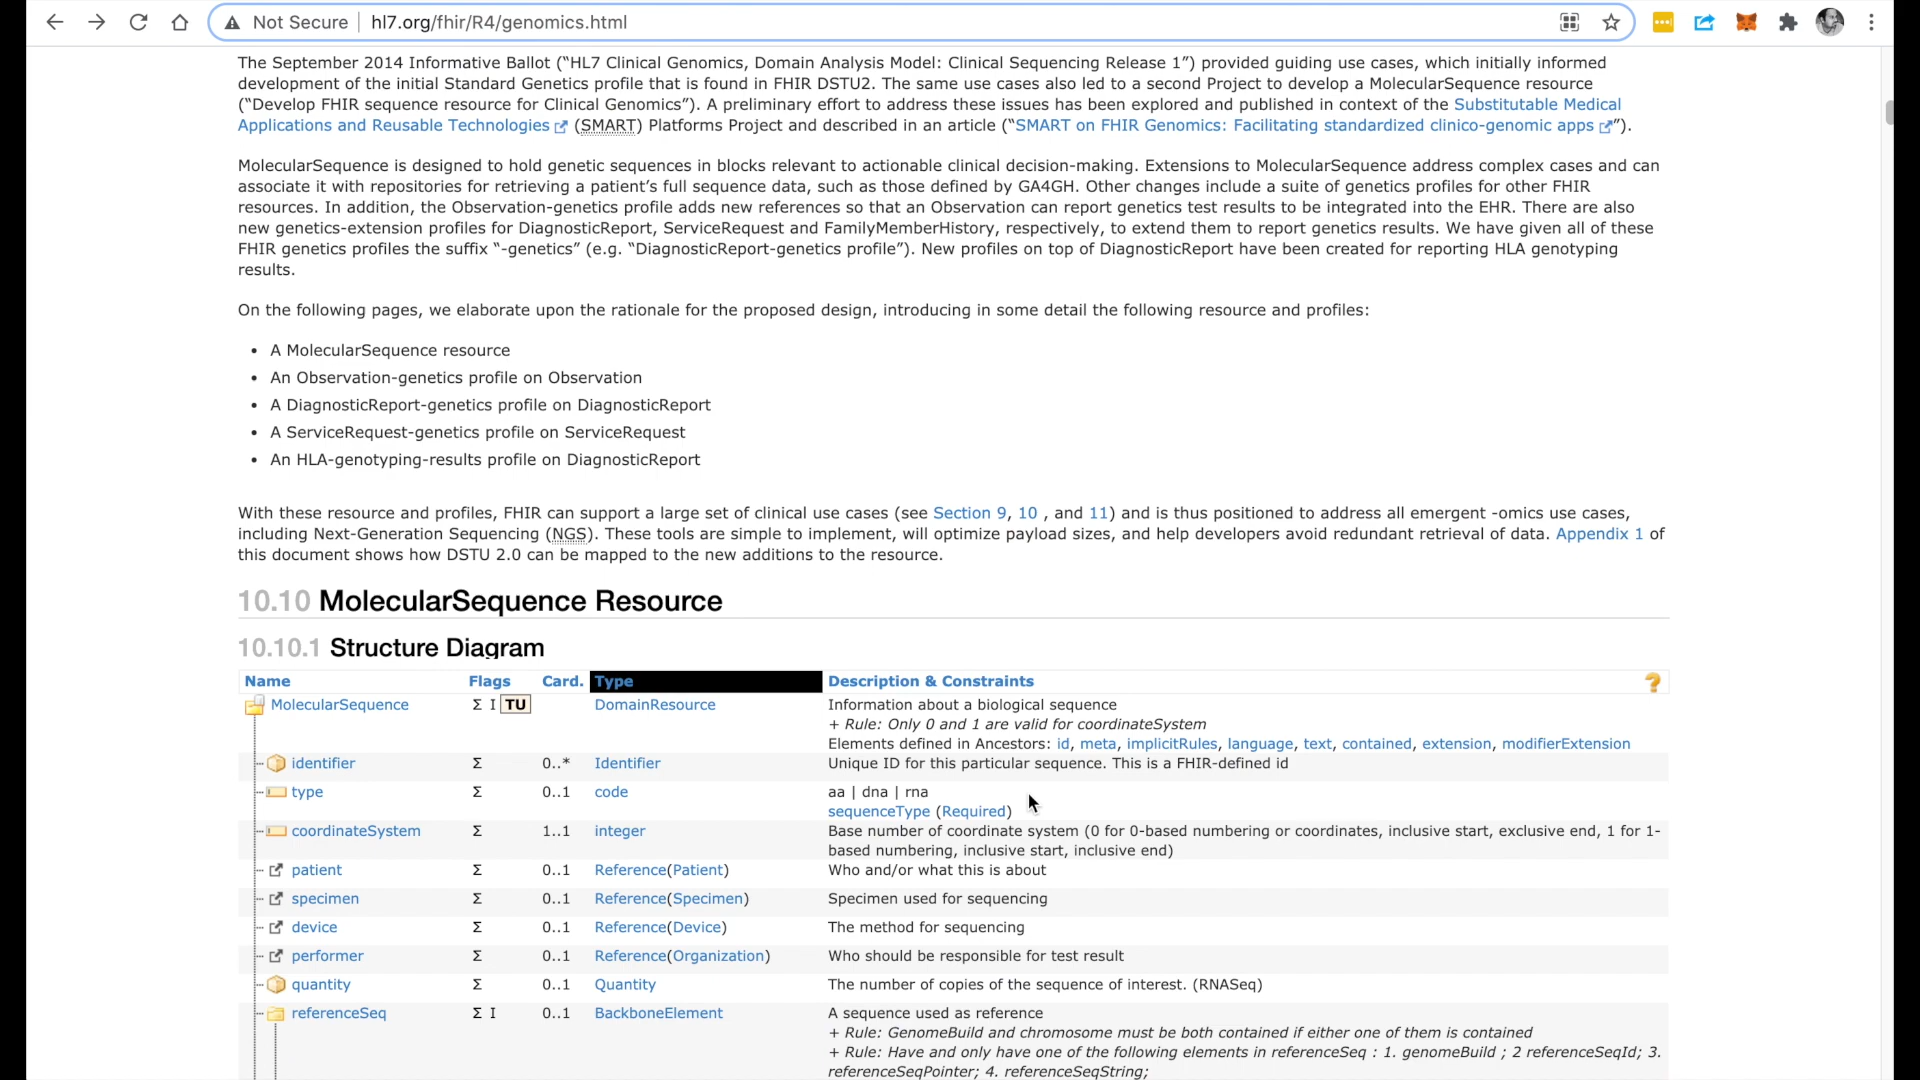 Not Secure | hl7.org/fhir/R4/genomics.html
The September 2014 Informative Ballot (“HL7 Clinical Genomics, Domain Analysis Model: Clinical Sequencing Release 1”) provided guiding use cases, which initially informed
development of the initial Standard Genetics profile that is found in FHIR DSTU2. The same use cases also led to a second Project to develop a MolecularSequence resource
(“Develop FHIR sequence resource for Clinical Genomics”). A preliminary effort to address these issues has been explored and published in context of the Substitutable Medical
Applications and Reusable Technologies (SMART) Platforms Project and described in an article (“SMART on FHIR Genomics: Facilitating standardized clinico-genomic apps ”).
MolecularSequence is designed to hold genetic sequences in blocks relevant to actionable clinical decision-making. Extensions to MolecularSequence address complex cases and can
associate it with repositories for retrieving a patient’s full sequence data, such as those defined by GA4GH. Other changes include a suite of genetics profiles for other FHIR
resources. In addition, the Observation-genetics profile adds new references so that an Observation can report genetics test results to be integrated into the EHR. There are also
new genetics-extension profiles for DiagnosticReport, ServiceRequest and FamilyMemberHistory, respectively, to extend them to report genetics results. We have given all of these
FHIR genetics profiles the suffix “-genetics” (e.g. “DiagnosticReport-genetics profile”). New profiles on top of DiagnosticReport have been created for reporting HLA genotyping
results.
On the following pages, we elaborate upon the rationale for the proposed design, introducing in some detail the following resource and profiles:
• A MolecularSequence resource
• An Observation-genetics profile on Observation
• A DiagnosticReport-genetics profile on DiagnosticReport
• A ServiceRequest-genetics profile on ServiceRequest
• An HLA-genotyping-results profile on DiagnosticReport
With these resource and profiles, FHIR can support a large set of clinical use cases (see Section 9, 10 , and 11) and is thus positioned to address all emergent -omics use cases,
including Next-Generation Sequencing (NGS). These tools are simple to implement, will optimize payload sizes, and help developers avoid redundant retrieval of data. Appendix 1 of
this document shows how DSTU 2.0 can be mapped to the new additions to the resource.
10.10 MolecularSequence Resource
10.10.1 Structure Diagram
Name Flags Card. Type Description & Constraints ?
MolecularSequence Σ I TU DomainResource Information about a biological sequence
+ Rule: Only 0 and 1 are valid for coordinateSystem
Elements defined in Ancestors: id, meta, implicitRules, language, text, contained, extension, modifierExtension
identifier Σ 0..* Identifier Unique ID for this particular sequence. This is a FHIR-defined id
type Σ 0..1 code aa | dna | rna
sequenceType (Required)
coordinateSystem Σ 1..1 integer Base number of coordinate system (0 for 0-based numbering or coordinates, inclusive start, exclusive end, 1 for 1-
based numbering, inclusive start, inclusive end)
patient Σ 0..1 Reference(Patient) Who and/or what this is about
specimen Σ 0..1 Reference(Specimen) Specimen used for sequencing
device Σ 0..1 Reference(Device) The method for sequencing
performer Σ 0..1 Reference(Organization) Who should be responsible for test result
quantity Σ 0..1 Quantity The number of copies of the sequence of interest. (RNASeq)
referenceSeq Σ I 0..1 BackboneElement A sequence used as reference
+ Rule: GenomeBuild and chromosome must be both contained if either one of them is contained
+ Rule: Have and only have one of the following elements in referenceSeq : 1. genomeBuild ; 2 referenceSeqId; 3.
referenceSeqPointer; 4. referenceSeqString;